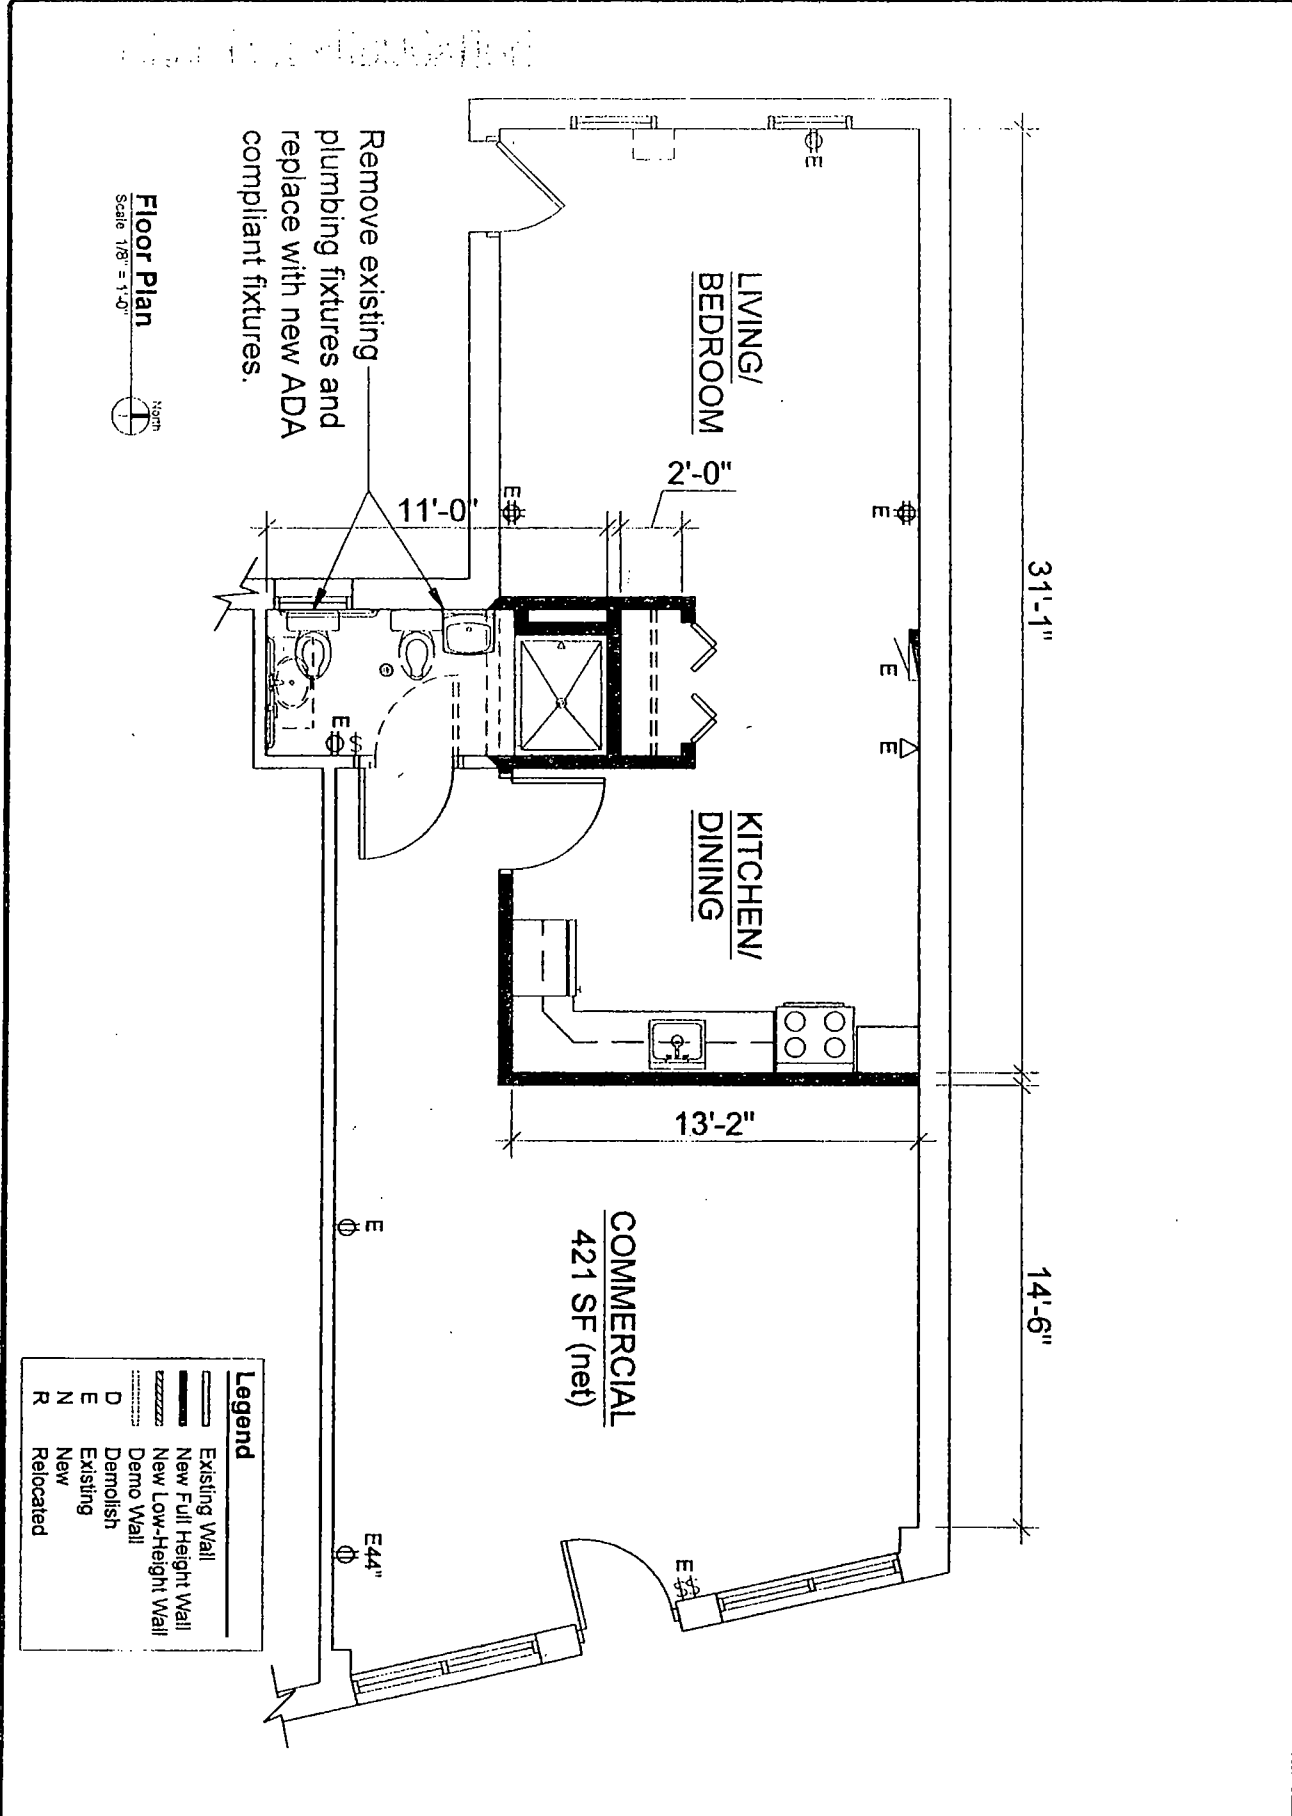 31'-1"
14'-6"
E
LIVING/
BEDROOM
2'-0"
E
E
E
KITCHEN/
DINING
13'-2"
COMMERCIAL
421 SF (net)
E
11'-0"
E
E
E
E44"
Remove existing
plumbing fixtures and
replace with new ADA
compliant fixtures.
Floor Plan
Scale 1/8" = 1'-0"
North
Legend
Existing Wall
New Full Height Wall
New Low-Height Wall
Demo Wall
D Demolish
E Existing
N New
R Relocated